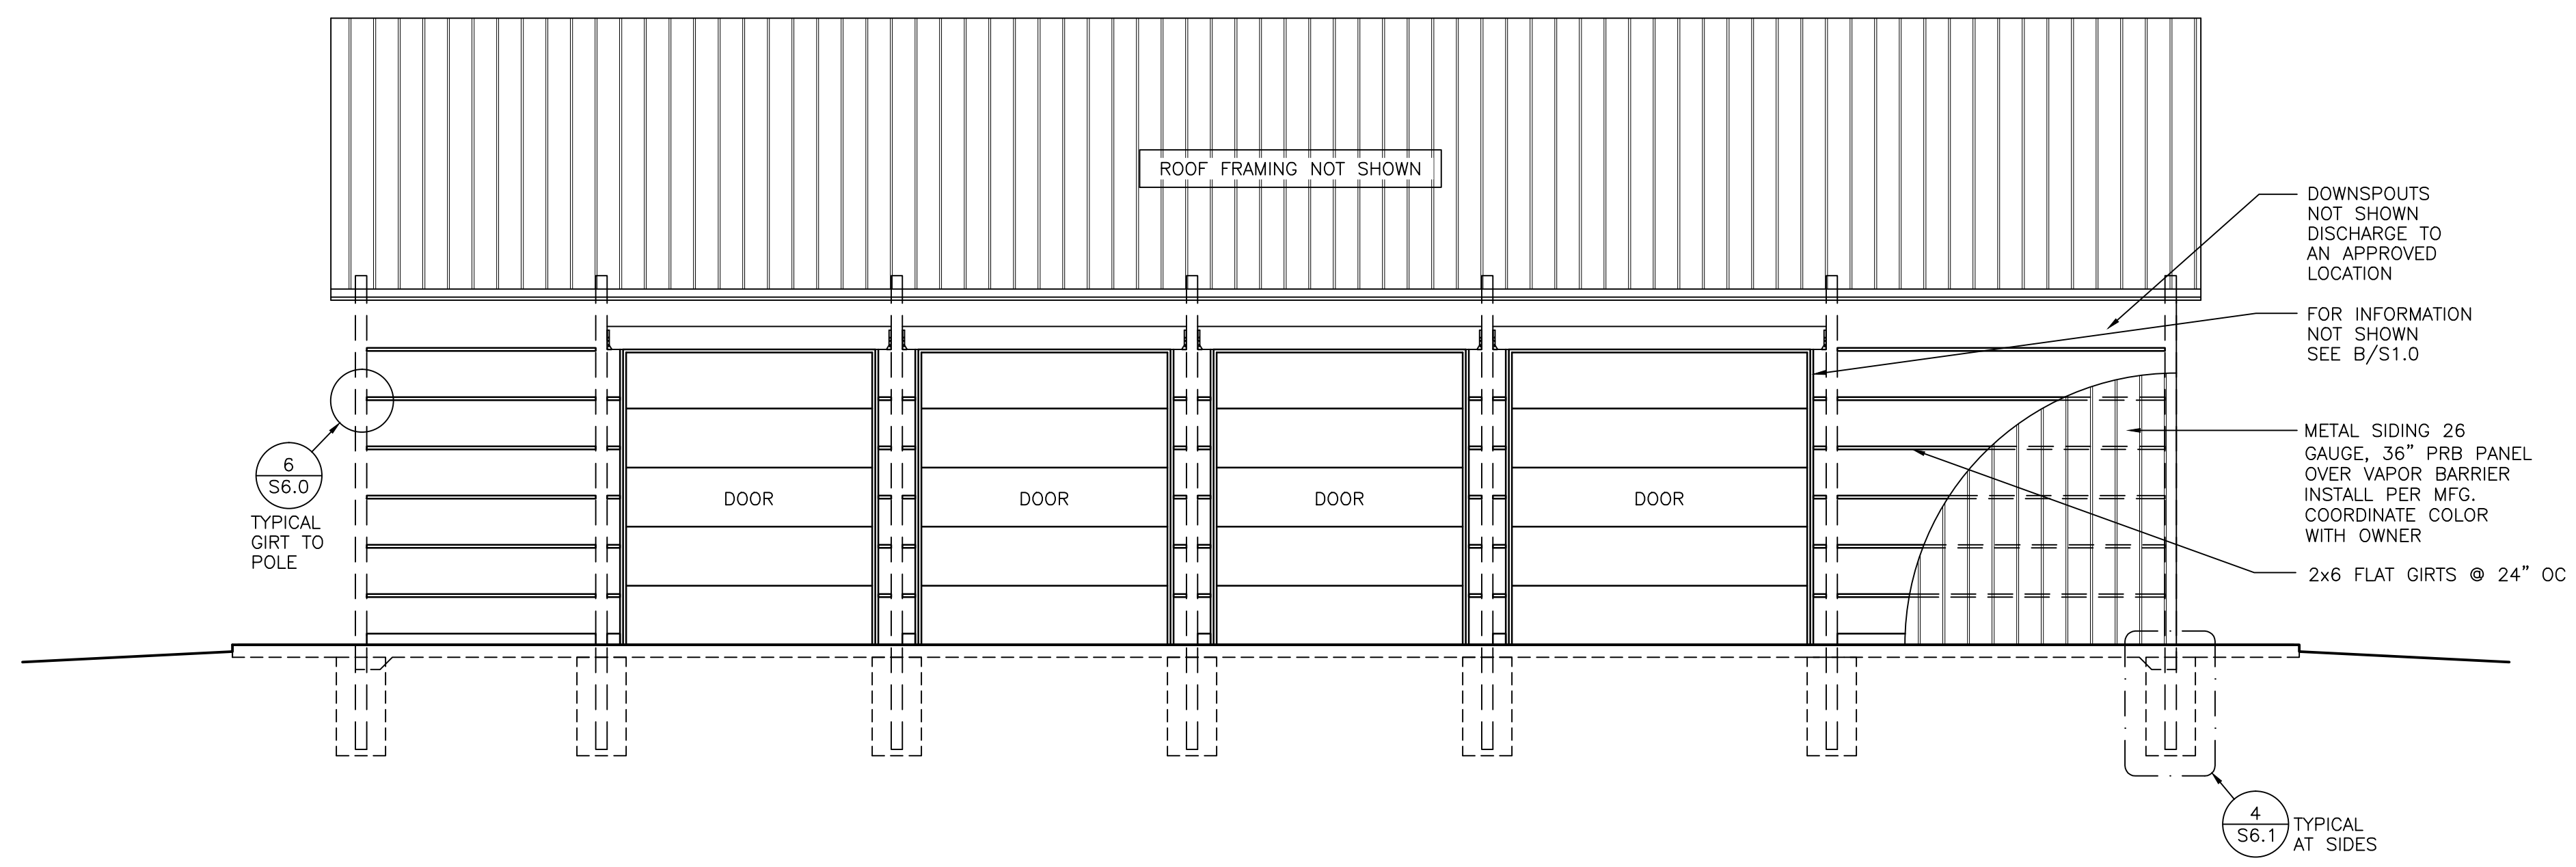 ROOF FRAMING NOT SHOWN
DOWNSPOUTS
NOT SHOWN
DISCHARGE TO
AN APPROVED
LOCATION
FOR INFORMATION
NOT SHOWN
SEE B/S1.0
METAL SIDING 26
GAUGE, 36" PRB PANEL
OVER VAPOR BARRIER
INSTALL PER MFG.
COORDINATE COLOR
WITH OWNER
2x6 FLAT GIRTS @ 24" OC
6
S6.0
TYPICAL
GIRT TO
POLE
DOOR
DOOR
DOOR
DOOR
4
S6.1
TYPICAL
AT SIDES